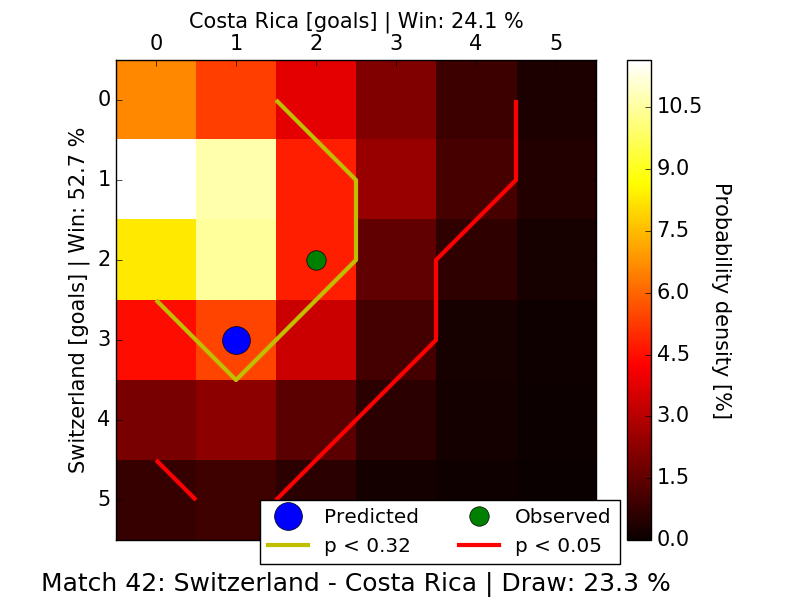 Costa Rica [goals] | Win: 24.1 %
0 1 2 3 4 5
Switzerland [goals] | Win: 52.7 %
0
1
2
3
4
5
10.5
9.0
7.5
6.0
4.5
3.0
1.5
0.0
Probability density [%]
Predicted Observed
p < 0.32 p < 0.05
Match 42: Switzerland - Costa Rica | Draw: 23.3 %